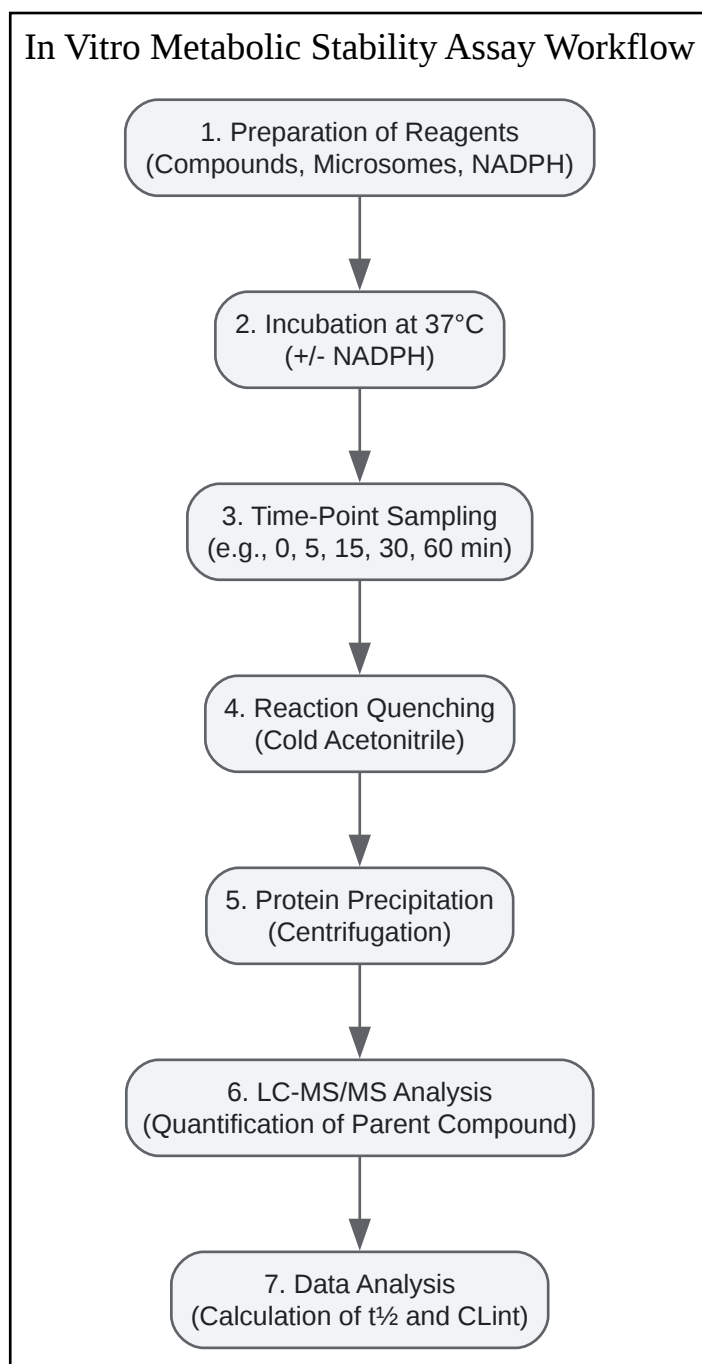 In Vitro Metabolic Stability Assay Workflow
1. Preparation of Reagents
(Compounds, Microsomes, NADPH)
2. Incubation at 37°C
(+/- NADPH)
3. Time-Point Sampling
(e.g., 0, 5, 15, 30, 60 min)
4. Reaction Quenching
(Cold Acetonitrile)
5. Protein Precipitation
(Centrifugation)
6. LC-MS/MS Analysis
(Quantification of Parent Compound)
7. Data Analysis
(Calculation of t½ and CLint)